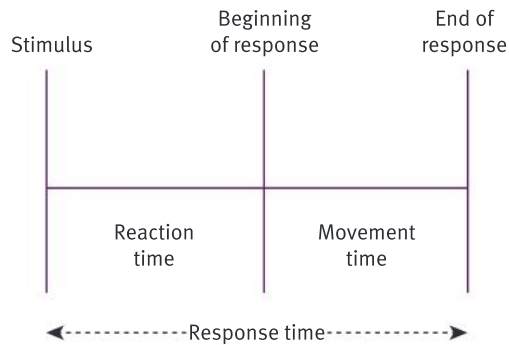 Stimulus
Beginning
of response
End of
response
Reaction
time
Movement
time
Response time